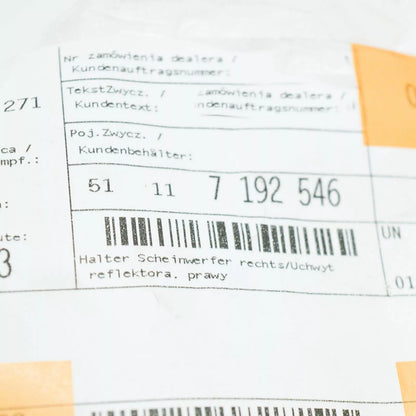 Nr zamówienia dealera /
Kundenauftragsnummer:
271
TekstZwycz. / zamówienia dealera /
Kundentext: ndenauftragsnummer:
Poj.Zwycz. /
ca /
Kundenbehälter:
mpf.:
51 11 7 192 546
UN
ute:
Halter Scheinwerfer rechts/Uchwyt
reflektora, prawy
3
01